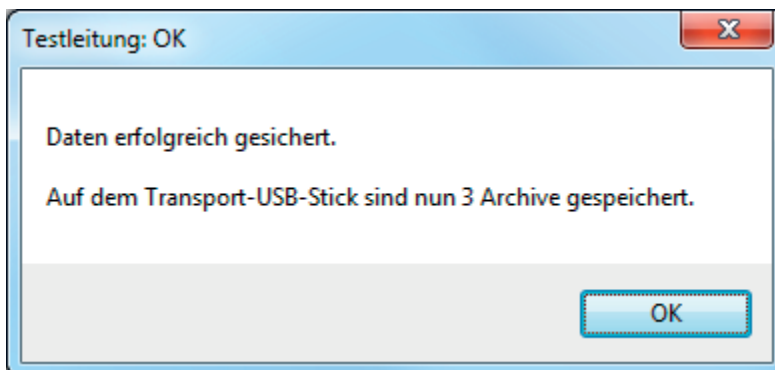 Testleitung: OK
Daten erfolgreich gesichert.
Auf dem Transport-USB-Stick sind nun 3 Archive gespeichert.
OK